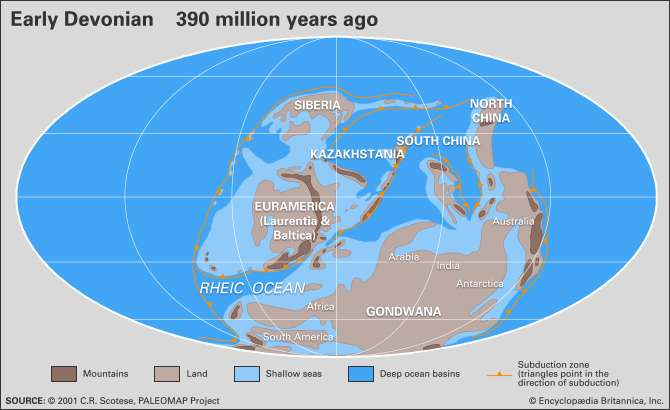 Early Devonian 390 million years ago
SIBERIA
NORTH
CHINA
SOUTH CHINA
KAZAKHSTANIA
EURAMERICA
(Laurentia &
Baltica)
Australia
Arabia
India
RHEIC OCEAN
Antarctica
Africa
GONDWANA
South America
Mountains
Land
Shallow seas
Deep ocean basins
Subduction zone
(triangles point in the
direction of subduction)
SOURCE: © 2001 C.R. Scotese, PALEOMAP Project
© Encyclopædia Britannica, Inc.